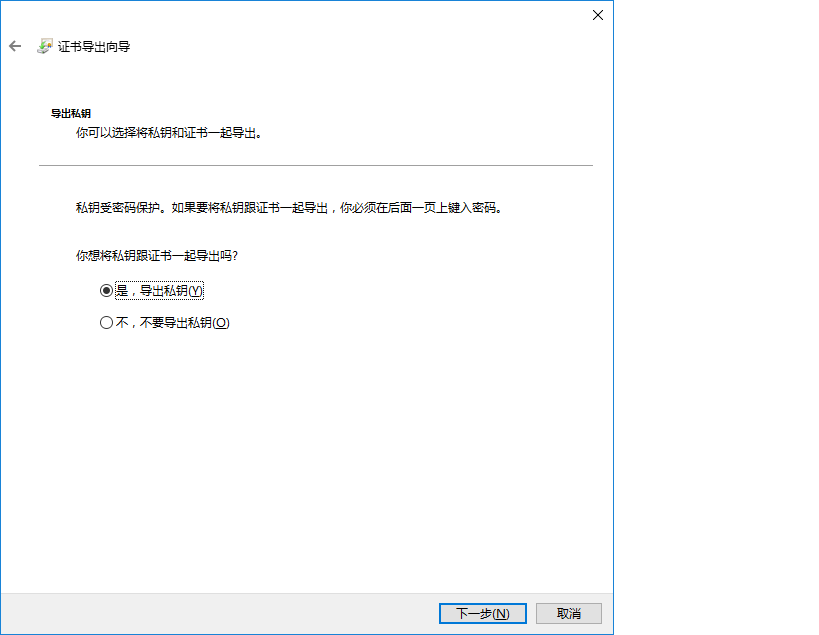 证书导出向导
导出私钥
你可以选择将私钥和证书一起导出。
私钥受密码保护。如果要将私钥跟证书一起导出，你必须在后面一页上键入密码。
你想将私钥跟证书一起导出吗?
是，导出私钥(Y)
不，不要导出私钥(O)
下一步(N)
取消